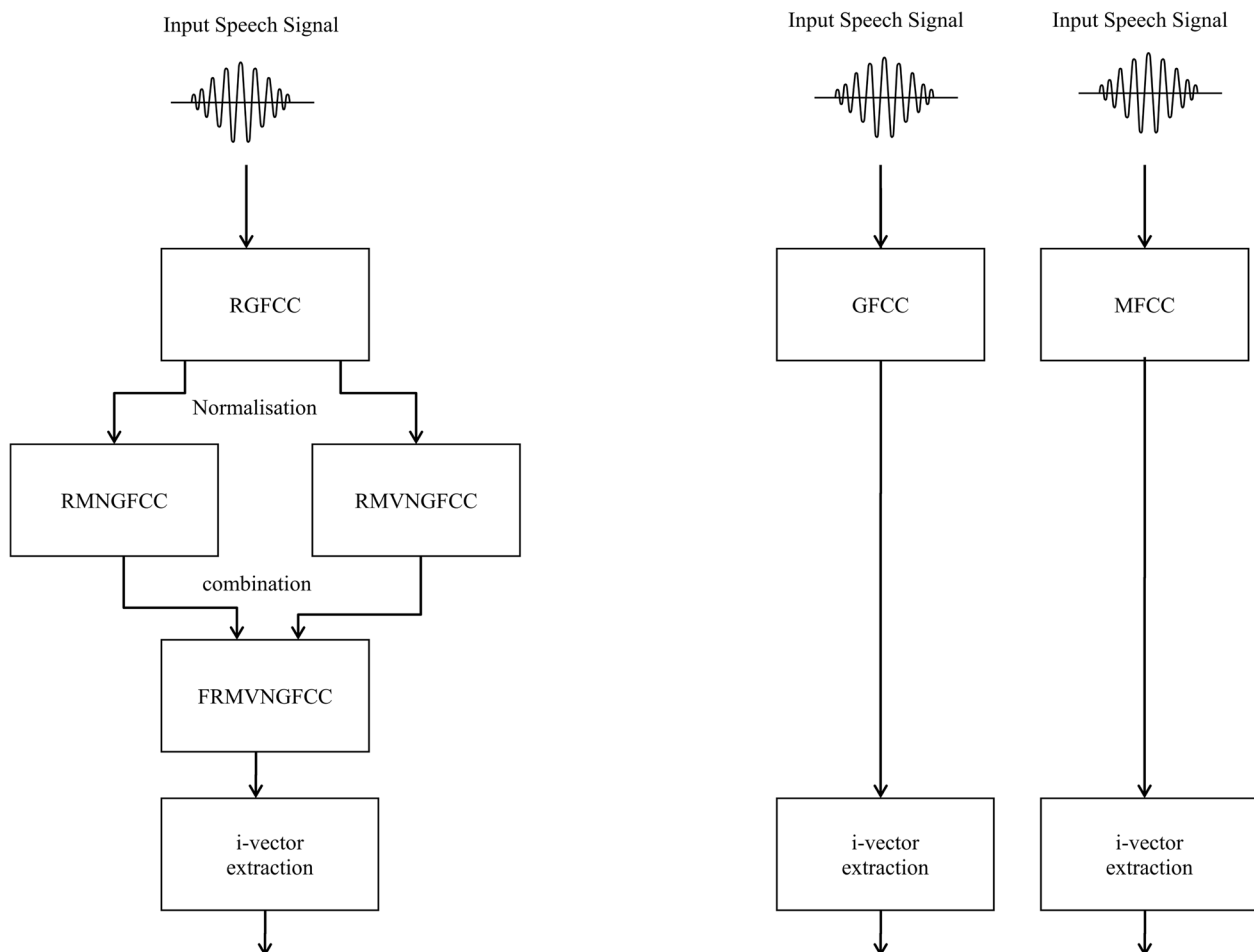 Input Speech Signal
Input Speech Signal
Input Speech Signal
RGFCC
GFCC
MFCC
Normalisation
RMNGFCC
RMVNGFCC
combination
FRMVNGFCC
i-vector
extraction
i-vector
extraction
i-vector
extraction